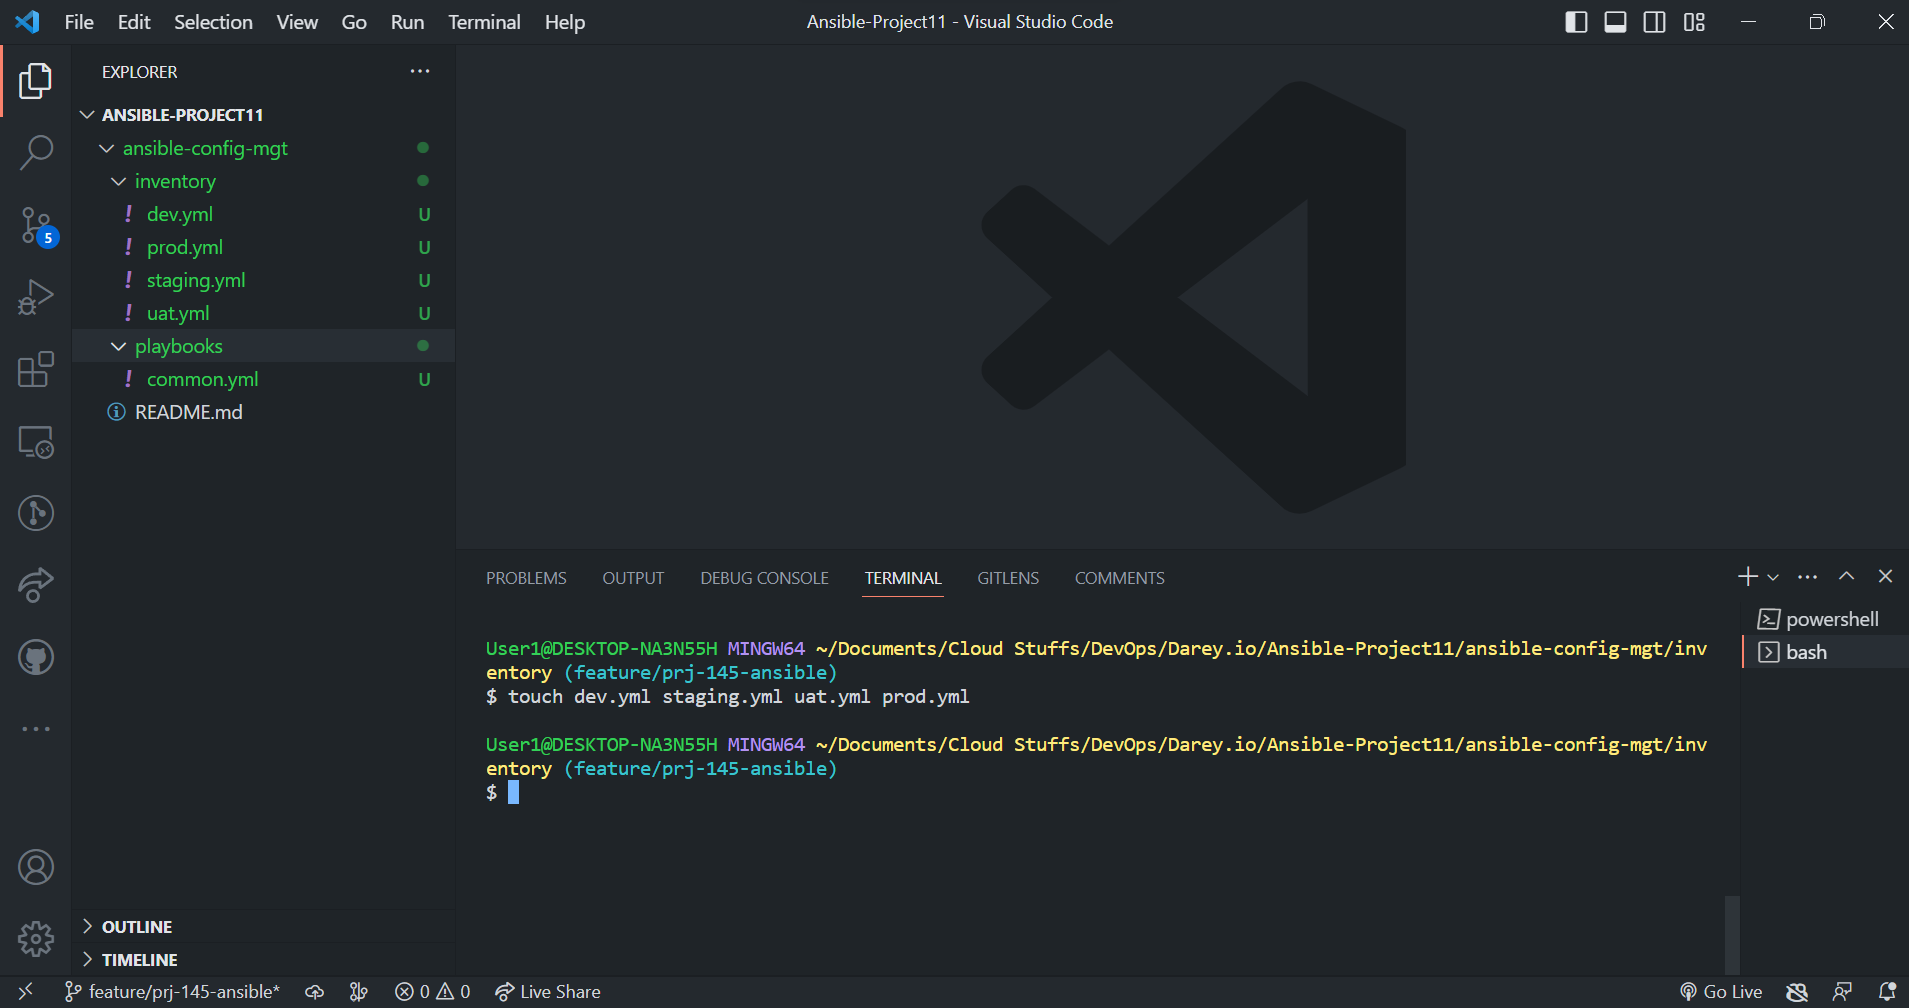 File Edit Selection View Go Run Terminal Help
Ansible-Project11 - Visual Studio Code
EXPLORER
ANSIBLE-PROJECT11
ansible-config-mgt
inventory
! dev.yml U
! prod.yml U
5
! staging.yml U
! uat.yml U
playbooks
! common.yml U
README.md
PROBLEMS OUTPUT DEBUG CONSOLE TERMINAL GITLENS COMMENTS
powershell
bash
User1@DESKTOP-NA3N55H MINGW64 ~/Documents/Cloud Stuffs/DevOps/Darey.io/Ansible-Project11/ansible-config-mgt/inv
entory (feature/prj-145-ansible)
$ touch dev.yml staging.yml uat.yml prod.yml
User1@DESKTOP-NA3N55H MINGW64 ~/Documents/Cloud Stuffs/DevOps/Darey.io/Ansible-Project11/ansible-config-mgt/inv
entory (feature/prj-145-ansible)
$
OUTLINE
TIMELINE
feature/prj-145-ansible* 0 0 Live Share Go Live